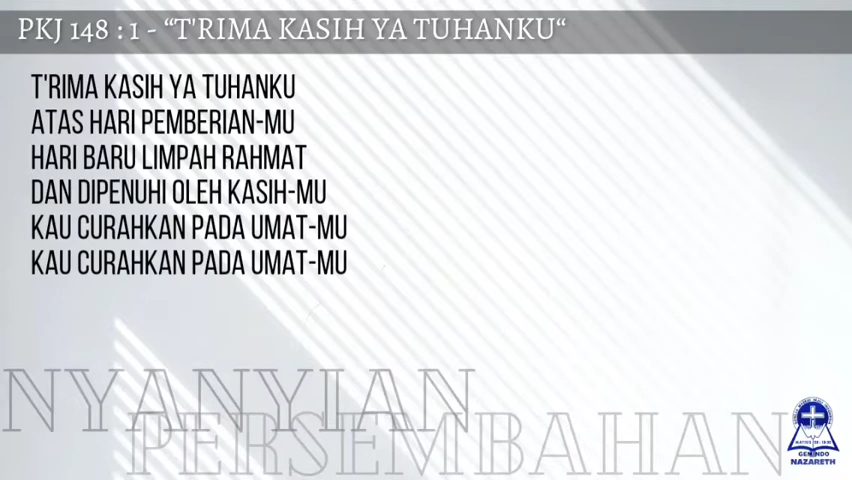 PKJ 148 : 1 - “T'RIMA KASIH YA TUHANKU“
T'RIMA KASIH YA TUHANKU
ATAS HARI PEMBERIAN-MU
HARI BARU LIMPAH RAHMAT
DAN DIPENUHI OLEH KASIH-MU
KAU CURAHKAN PADA UMAT-MU
KAU CURAHKAN PADA UMAT-MU
NYANYIAN
PERSEMBAHAN
NAZARETH